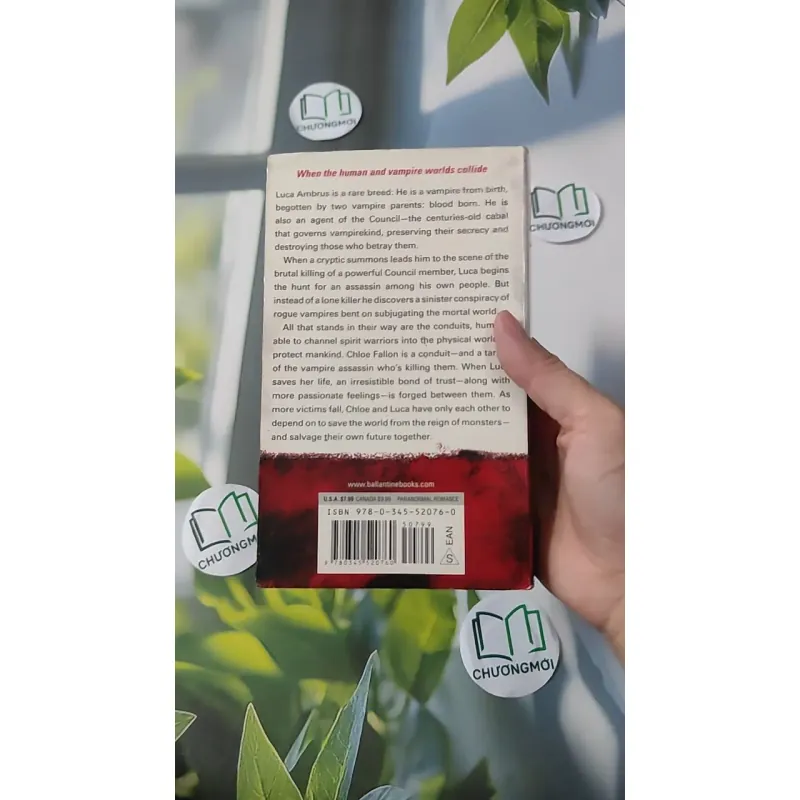 CHƯƠNGMỚI
When the human and vampire worlds collide
Luca Ambrus is a rare breed: He is a vampire from birth,
begotten by two vampire parents: blood born. He is
also an agent of the Council—the centuries-old cabal
that governs vampirekind, preserving their secrecy and
destroying those who betray them.
When a cryptic summons leads him to the scene of the
brutal killing of a powerful Council member, Luca begins
the hunt for an assassin among his own people. But
instead of a lone killer he discovers a sinister conspiracy of
rogue vampires bent on subjugating the mortal world.
All that stands in their way are the conduits,
able to channel spirit warriors into the physical
protect mankind. Chloe Fallon is a conduit—and a
of the vampire assassin who's killing them. When
saves her life, an irresistible bond of trust—along with
more passionate feelings—is forged between them. As
more victims fall, Chloe and Luca have only each other to
depend on to save the world from the reign of monsters—
and salvage their own future together.
CHƯƠNGMỚI
www.ballantinebooks.com
U.S.A. $7.99 CANADA $9.99 PARANORMAL ROMANCE
ISBN 978-0-345-52076-0
50799
9 780345 520760
S EAN
CHƯƠNGM
CHƯƠNGMỚI